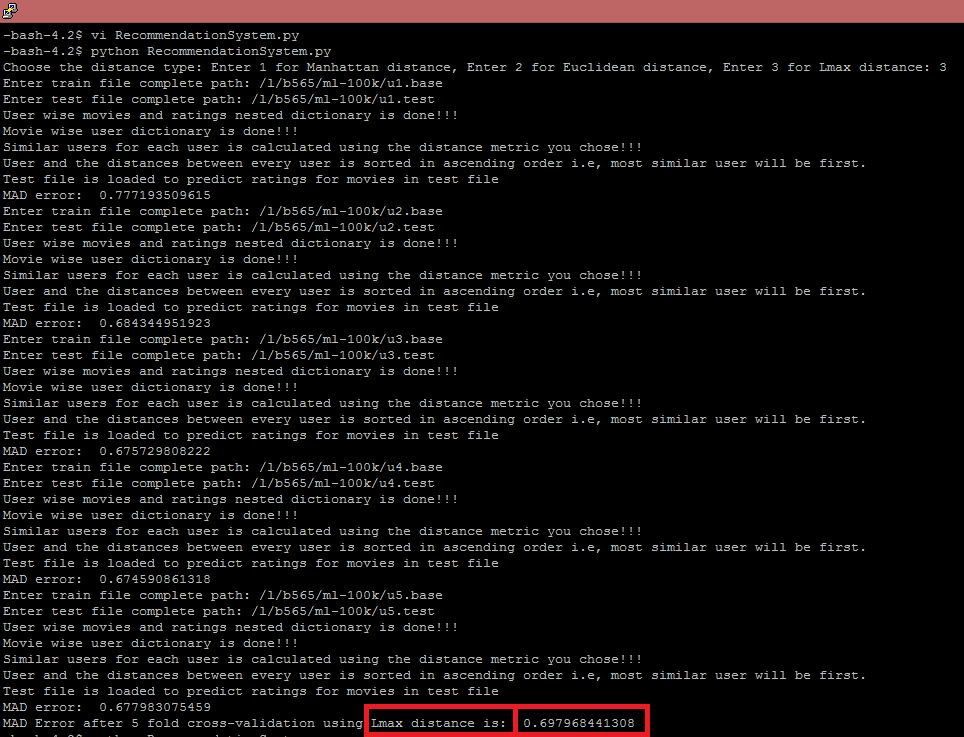 -bash-4.2$ vi RecommendationSystem.py
-bash-4.2$ python RecommendationSystem.py
Choose the distance type: Enter 1 for Manhattan distance, Enter 2 for Euclidean distance, Enter 3 for Lmax distance: 3
Enter train file complete path: /l/b565/ml-100k/u1.base
Enter test file complete path: /l/b565/ml-100k/u1.test
User wise movies and ratings nested dictionary is done!!!
Movie wise user dictionary is done!!!
Similar users for each user is calculated using the distance metric you chose!!!
User and the distances between every user is sorted in ascending order i.e, most similar user will be first.
Test file is loaded to predict ratings for movies in test file
MAD error:  0.777193509615
Enter train file complete path: /l/b565/ml-100k/u2.base
Enter test file complete path: /l/b565/ml-100k/u2.test
User wise movies and ratings nested dictionary is done!!!
Movie wise user dictionary is done!!!
Similar users for each user is calculated using the distance metric you chose!!!
User and the distances between every user is sorted in ascending order i.e, most similar user will be first.
Test file is loaded to predict ratings for movies in test file
MAD error:  0.684344951923
Enter train file complete path: /l/b565/ml-100k/u3.base
Enter test file complete path: /l/b565/ml-100k/u3.test
User wise movies and ratings nested dictionary is done!!!
Movie wise user dictionary is done!!!
Similar users for each user is calculated using the distance metric you chose!!!
User and the distances between every user is sorted in ascending order i.e, most similar user will be first.
Test file is loaded to predict ratings for movies in test file
MAD error:  0.675729808222
Enter train file complete path: /l/b565/ml-100k/u4.base
Enter test file complete path: /l/b565/ml-100k/u4.test
User wise movies and ratings nested dictionary is done!!!
Movie wise user dictionary is done!!!
Similar users for each user is calculated using the distance metric you chose!!!
User and the distances between every user is sorted in ascending order i.e, most similar user will be first.
Test file is loaded to predict ratings for movies in test file
MAD error:  0.674590861318
Enter train file complete path: /l/b565/ml-100k/u5.base
Enter test file complete path: /l/b565/ml-100k/u5.test
User wise movies and ratings nested dictionary is done!!!
Movie wise user dictionary is done!!!
Similar users for each user is calculated using the distance metric you chose!!!
User and the distances between every user is sorted in ascending order i.e, most similar user will be first.
Test file is loaded to predict ratings for movies in test file
MAD error:  0.677983075459
MAD Error after 5 fold cross-validation using Lmax distance is:  0.697968441308